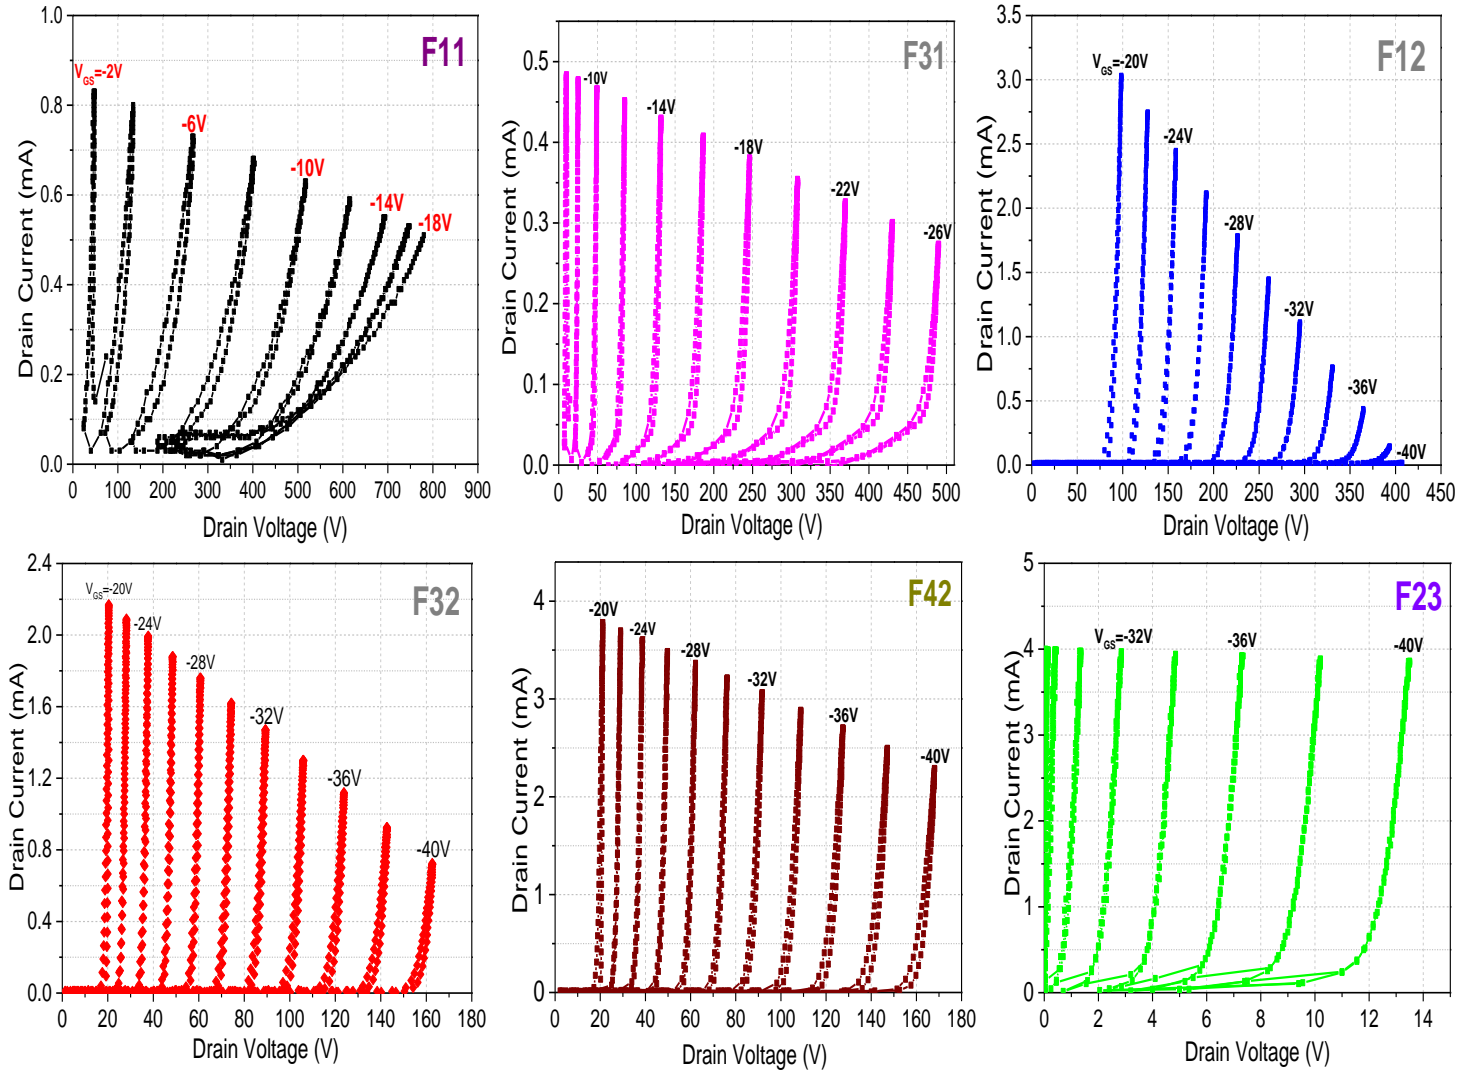 F11
V_GS=-2V
-6V
-10V
-14V
-18V
1.0
0.8
0.6
0.4
0.2
0.0
0 100 200 300 400 500 600 700 800 900
Drain Current (mA)
Drain Voltage (V)
F31
-10V
-14V
-18V
-22V
-26V
0.5
0.4
0.3
0.2
0.1
0.0
0 50 100 150 200 250 300 350 400 450 500
Drain Current (mA)
Drain Voltage (V)
F12
V_GS=-20V
-24V
-28V
-32V
-36V
-40V
3.5
3.0
2.5
2.0
1.5
1.0
0.5
0.0
0 50 100 150 200 250 300 350 400 450
Drain Current (mA)
Drain Voltage (V)
F32
V_GS=-20V
-24V
-28V
-32V
-36V
-40V
2.4
2.0
1.6
1.2
0.8
0.4
0.0
0 20 40 60 80 100 120 140 160 180
Drain Current (mA)
Drain Voltage (V)
F42
-20V
-24V
-28V
-32V
-36V
-40V
4
3
2
1
0
0 20 40 60 80 100 120 140 160 180
Drain Current (mA)
Drain Voltage (V)
F23
V_GS=-32V
-36V
-40V
5
4
3
2
1
0
0 2 4 6 8 10 12 14
Drain Current (mA)
Drain Voltage (V)